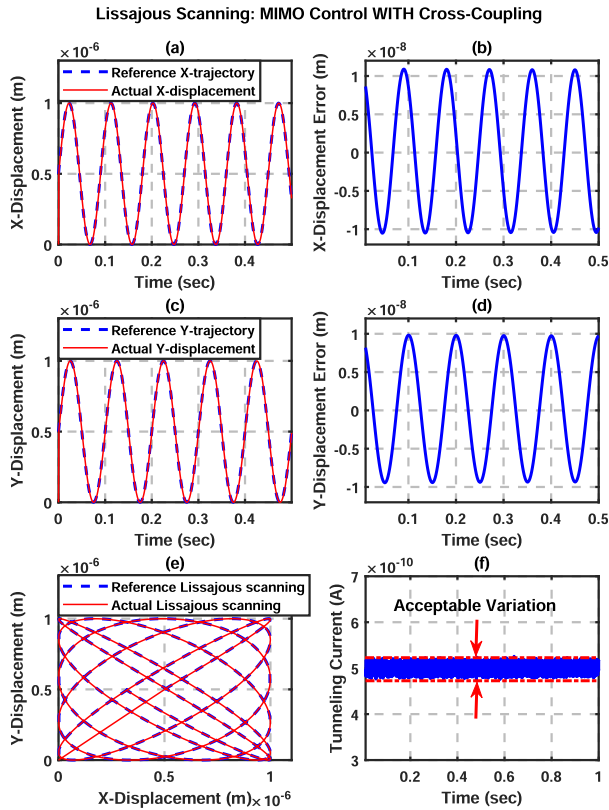 Lissajous Scanning: MIMO Control WITH Cross-Coupling
(a)
×10⁻⁶
Reference X-trajectory
Actual X-displacement
X-Displacement (m)
1
0.5
0
0 0.1 0.2 0.3 0.4
Time (sec)
(b)
×10⁻⁸
X-Displacement Error (m)
1
0.5
0
-0.5
-1
0.1 0.2 0.3 0.4 0.5
Time (sec)
(c)
×10⁻⁶
Reference Y-trajectory
Actual Y-displacement
Y-Displacement (m)
1
0.5
0
0 0.1 0.2 0.3 0.4
Time (sec)
(d)
×10⁻⁸
Y-Displacement Error (m)
1
0.5
0
-0.5
-1
0.1 0.2 0.3 0.4 0.5
Time (sec)
(e)
×10⁻⁶
Reference Lissajous scanning
Actual Lissajous scanning
Y-Displacement (m)
1
0.5
0
0 0.5 1
X-Displacement (m)×10⁻⁶
(f)
×10⁻¹⁰
Acceptable Variation
Tunneling Current (A)
7
6
5
4
3
0.2 0.4 0.6 0.8 1
Time (sec)